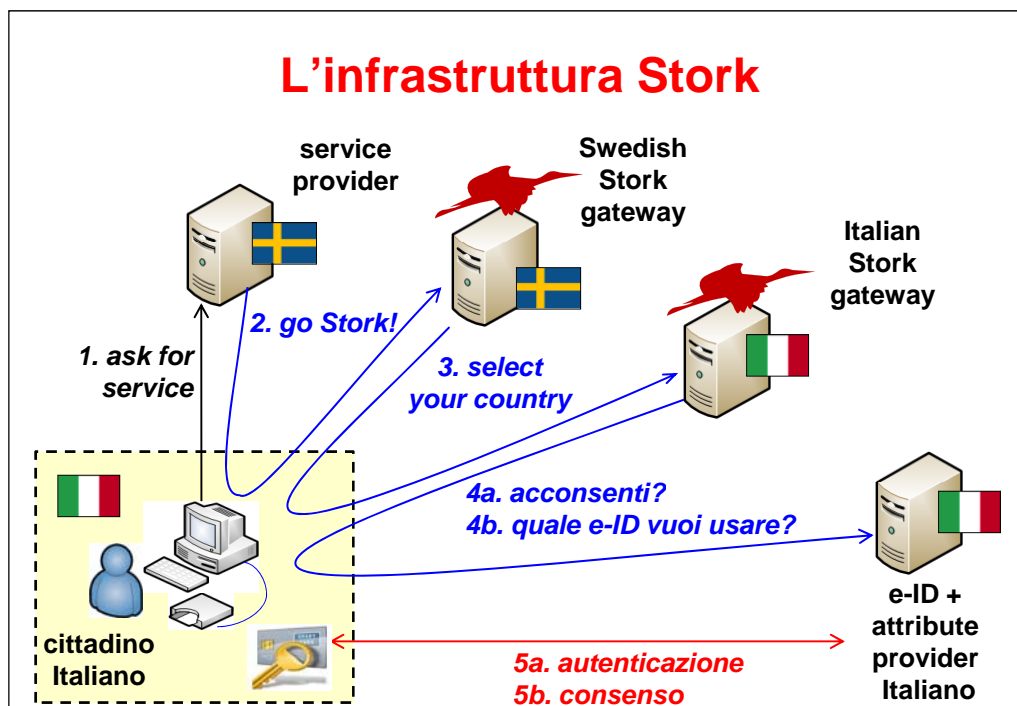 L'infrastruttura Stork
service
provider
Swedish
Stork
gateway
Italian
Stork
gateway
1. ask for
service
2. go Stork!
3. select
your country
4a. acconsenti?
4b. quale e-ID vuoi usare?
cittadino
Italiano
e-ID +
attribute
provider
Italiano
5a. autenticazione
5b. consenso